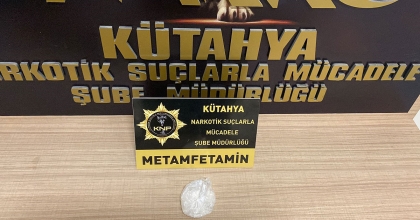 KÜTAHYA
NARKOTİK SUÇLARLA MÜCADELE
ŞUBE MÜDÜRLÜĞÜ
KÜTAHYA
NARKOTİK SUÇLARLA
MÜCADELE
ŞUBE MÜDÜRLÜĞÜ
KNP
METAMFETAMİN